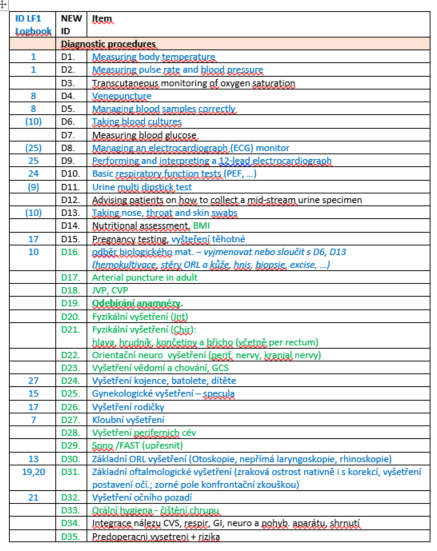 ID LF1 NEW Item
Logbook ID
Diagnostic procedures
1 D1. Measuring body temperature
1 D2. Measuring pulse rate and blood pressure
D3. Transcutaneous monitoring of oxygen saturation
8 D4. Venepuncture
8 D5. Managing blood samples correctly
(10) D6. Taking blood cultures
D7. Measuring blood glucose
(25) D8. Managing an electrocardiograph (ECG) monitor
25 D9. Performing and interpreting a 12-lead electrocardiograph
24 D10. Basic respiratory function tests (PEF, …)
(9) D11. Urine multi dipstick test
D12. Advising patients on how to collect a mid-stream urine specimen
(10) D13. Taking nose, throat and skin swabs
D14. Nutritional assessment, BMI
17 D15. Pregnancy testing, vyšteření těhotné
10 D16. odběr biologického mat. – vyjmenovat nebo sloučit s D6, D13
(hemokultivace, stěry ORL a kůže, hnis, biopsie, excise, …)
D17. Arterial puncture in adult
D18. JVP, CVP
D19. Odebírání anamnézy.
D20. Fyzikální vyšetření (Int)
D21. Fyzikální vyšetření (Chir):
hlava, hrudník, končetiny a břicho (včetně per rectum)
D22. Orientační neuro vyšetření (perif. nervy, kranial nervy)
D23. Vyšetření vědomí a chování, GCS
27 D24. Vyšetření kojence, batolete, dítěte
15 D25. Gynekologické vyšetření – specula
17 D26. Vyšetření rodičky
7 D27. Kloubní vyšetření
D28. Vyšetření periferních cév
D29. Sono /FAST (upřesnit)
13 D30. Základní ORL vyšetření (Otoskopie, nepřímá laryngoskopie, rhinoskopie)
19,20 D31. Základní oftalmologické vyšetření (zraková ostrost nativně i s korekcí, vyšetření
postavení očí.; zorné pole konfrontační zkouškou)
21 D32. Vyšetření očního pozadí
D33. Orální hygiena - čištění chrupu
D34. Integrace nálezu CVS, respir, GI, neuro a pohyb. aparátu, shrnutí
D35. Predoperacni vysetreni + rizika